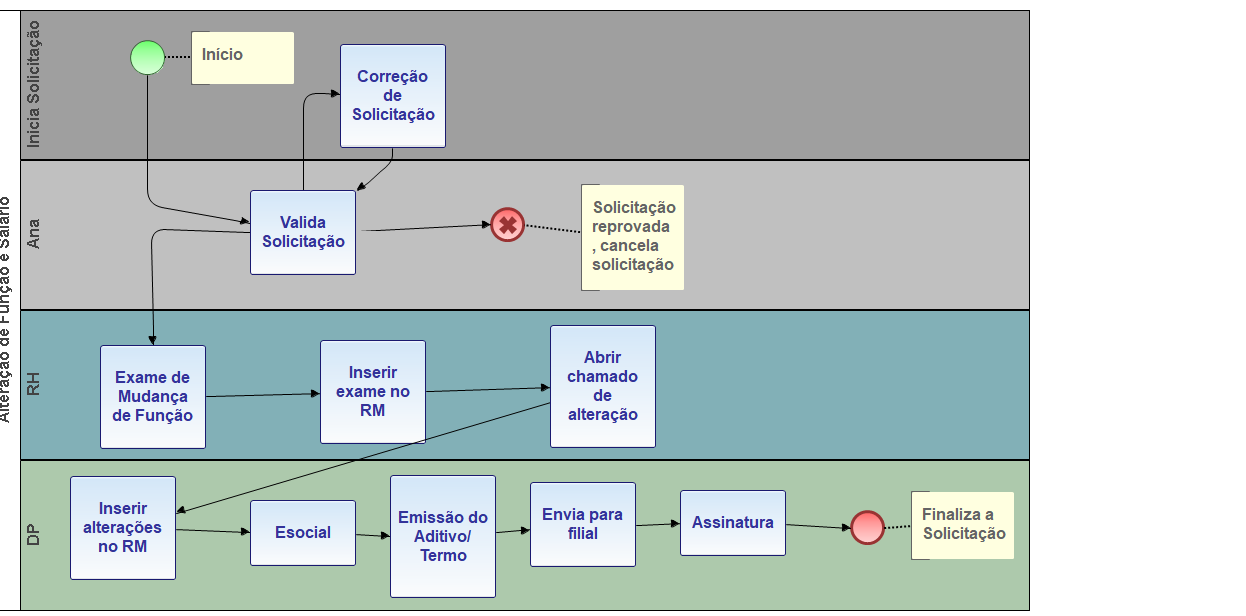 Alteração de Função e Salário
Inicia Solicitação
Início
Correção
de
Solicitação
Ana
Valida
Solicitação
Solicitação
reprovada
, cancela
solicitação
RH
Exame de
Mudança
de Função
Inserir
exame no
RM
Abrir
chamado
de
alteração
DP
Inserir
alterações
no RM
Esocial
Emissão do
Aditivo/
Termo
Envia para
filial
Assinatura
Finaliza a
Solicitação